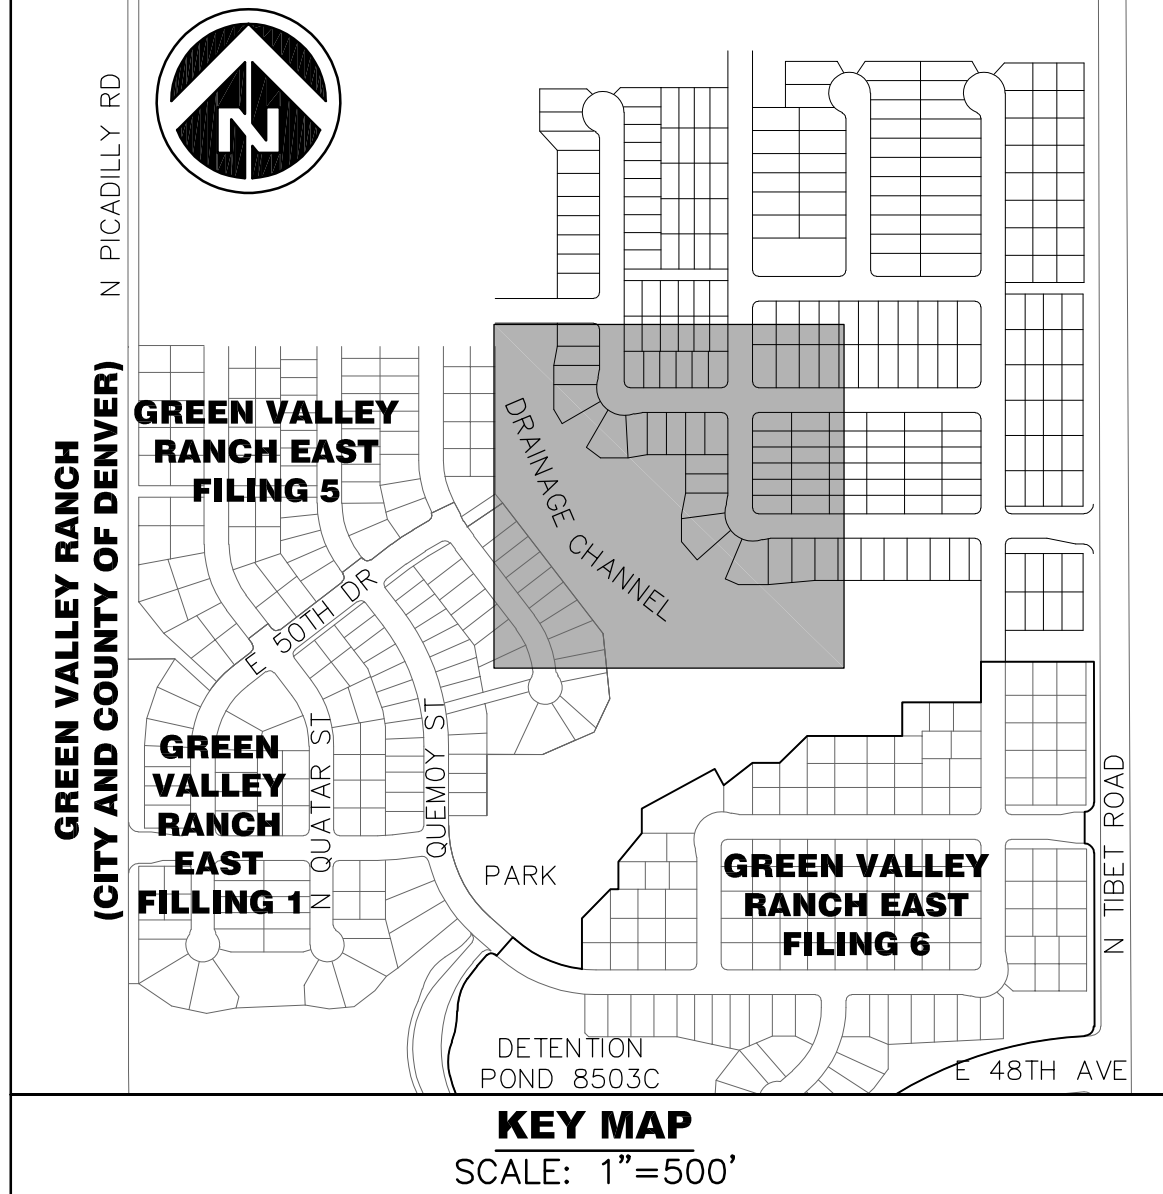 N
N PICADILLY RD
GREEN VALLEY RANCH
(CITY AND COUNTY OF DENVER)
GREEN VALLEY
RANCH EAST
FILING 5
DRAINAGE CHANNEL
E 50TH DR
GREEN
VALLEY
RANCH
EAST
FILLING 1
N QUATAR ST
QUEMOY ST
PARK
GREEN VALLEY
RANCH EAST
FILING 6
N TIBET ROAD
DETENTION
POND 8503C
E 48TH AVE
KEY MAP
SCALE: 1"=500'